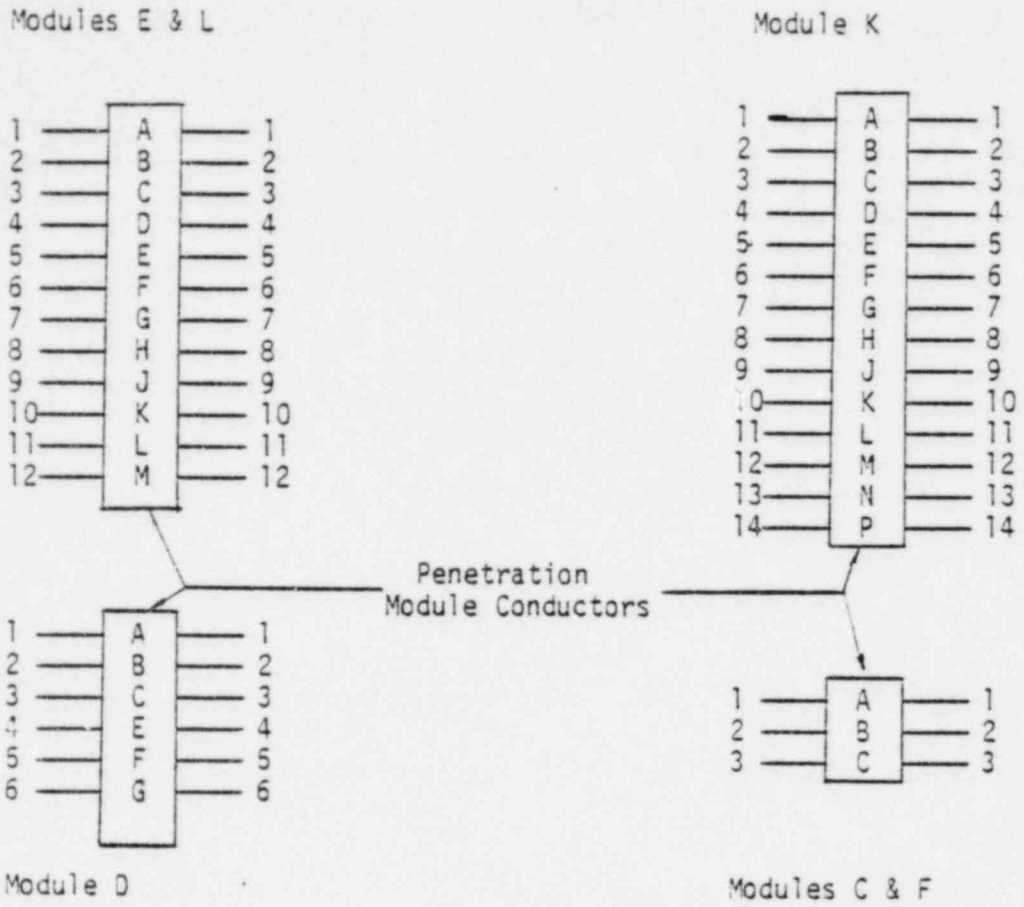 Modules E & L
1 A 1
2 B 2
3 C 3
4 D 4
5 E 5
6 F 6
7 G 7
8 H 8
9 J 9
10 K 10
11 L 11
12 M 12
Module K
1 A 1
2 B 2
3 C 3
4 D 4
5 E 5
6 F 6
7 G 7
8 H 8
9 J 9
10 K 10
11 L 11
12 M 12
13 N 13
14 P 14
Penetration
Module Conductors
1 A 1
2 B 2
3 C 3
4 E 4
5 F 5
6 G 6
Module D
1 A 1
2 B 2
3 C 3
Modules C & F